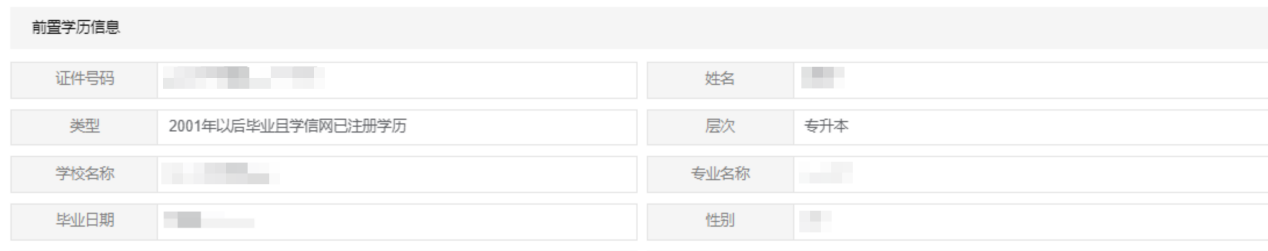 前置学历信息
证件号码 姓名
类型 2001年以后毕业且学信网已注册学历 层次 专升本
学校名称 专业名称
毕业日期 性别